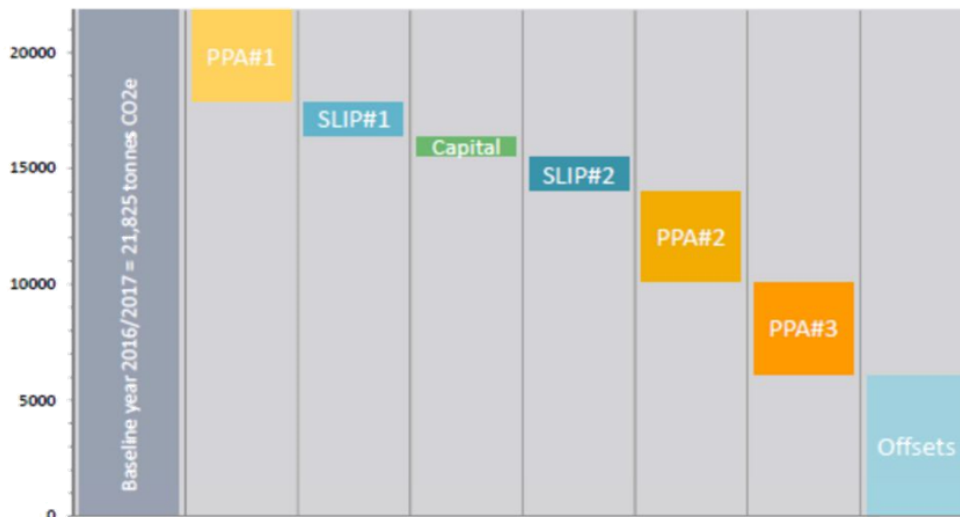 20000
15000
10000
5000
0
Baseline year 2016/2017 = 21,825 tonnes CO2e
PPA#1
SLIP#1
Capital
SLIP#2
PPA#2
PPA#3
Offsets